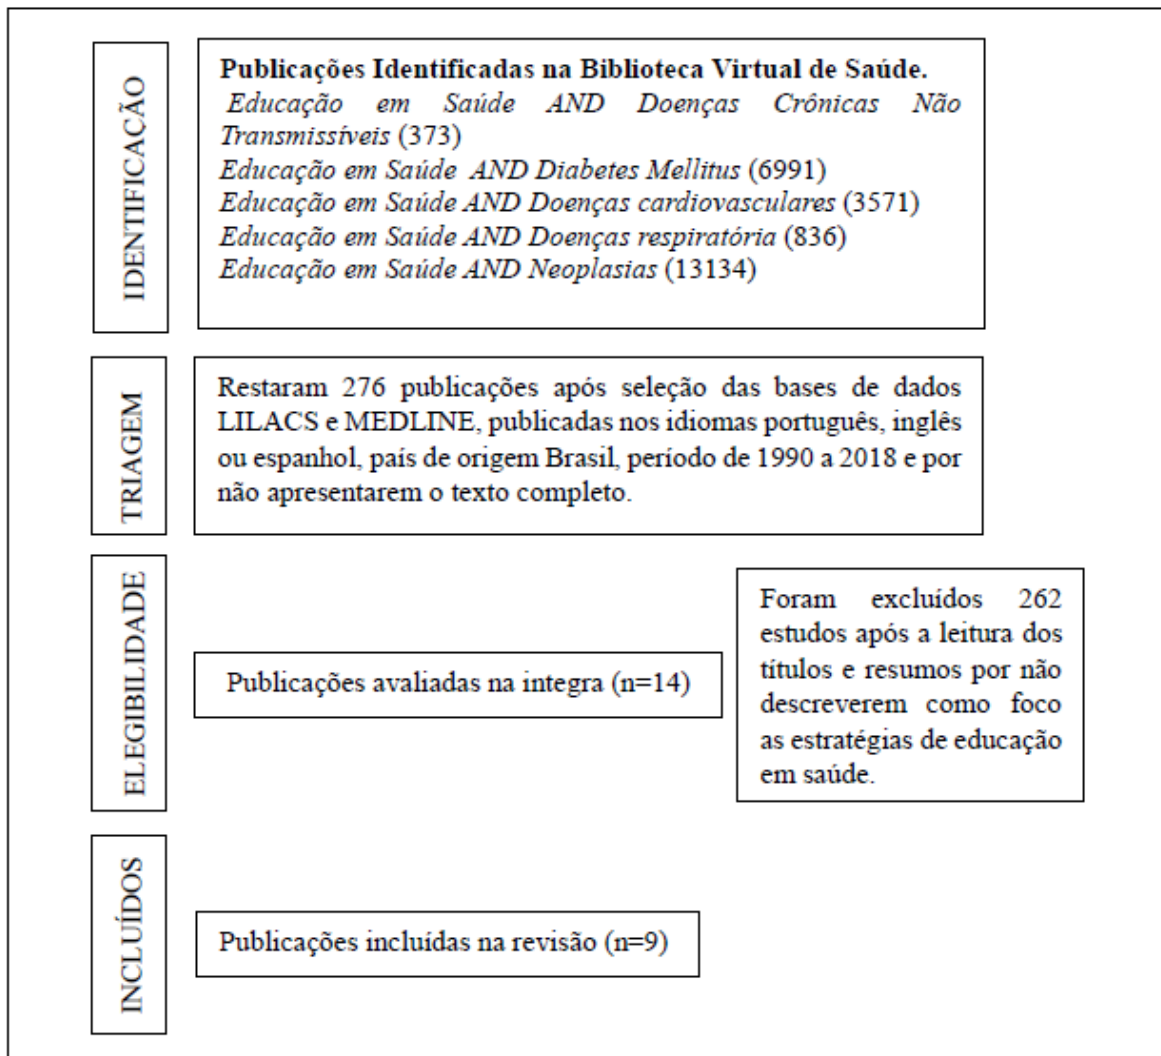 IDENTIFICAÇÃO
Publicações Identificadas na Biblioteca Virtual de Saúde.
Educação em Saúde AND Doenças Crônicas Não
Transmissíveis (373)
Educação em Saúde AND Diabetes Mellitus (6991)
Educação em Saúde AND Doenças cardiovasculares (3571)
Educação em Saúde AND Doenças respiratória (836)
Educação em Saúde AND Neoplasias (13134)
TRIAGEM
Restaram 276 publicações após seleção das bases de dados
LILACS e MEDLINE, publicadas nos idiomas português, inglês
ou espanhol, país de origem Brasil, período de 1990 a 2018 e por
não apresentarem o texto completo.
ELEGIBILIDADE
Publicações avaliadas na integra (n=14)
Foram excluídos 262
estudos após a leitura dos
títulos e resumos por não
descreverem como foco
as estratégias de educação
em saúde.
INCLUÍDOS
Publicações incluídas na revisão (n=9)